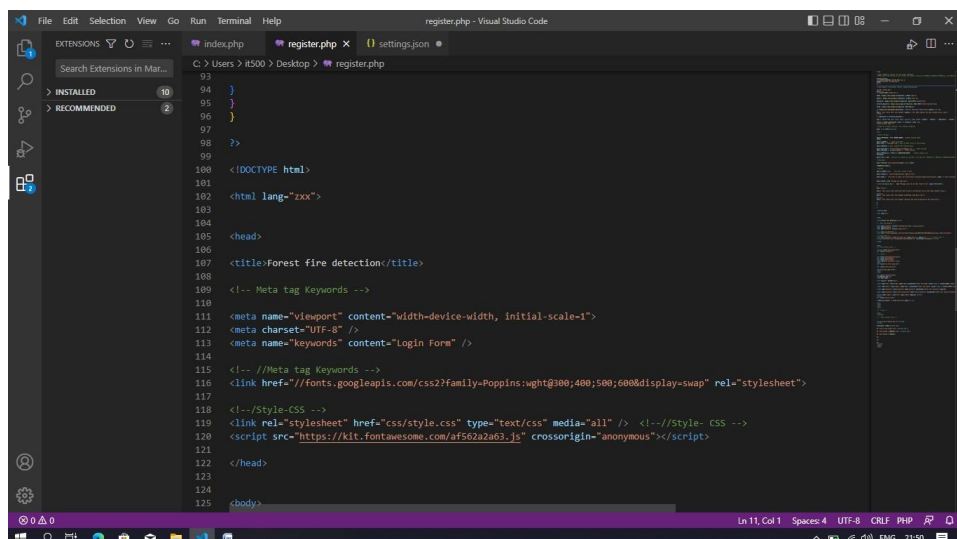 File Edit Selection View Go Run Terminal Help register.php - Visual Studio Code
EXTENSIONS
Search Extensions in Mar...
INSTALLED 10
RECOMMENDED 2
index.php register.php settings.json
C: > Users > it500 > Desktop > register.php
93
94 }
95 }
96 }
97
98 ?>
99
100 <!DOCTYPE html>
101
102 <html lang="zxx">
103
104
105 <head>
106
107 <title>Forest fire detection</title>
108
109 <!-- Meta tag Keywords -->
110
111 <meta name="viewport" content="width=device-width, initial-scale=1">
112 <meta charset="UTF-8" />
113 <meta name="keywords" content="Login Form" />
114
115 <!-- //Meta tag Keywords -->
116 <link href="//fonts.googleapis.com/css2?family=Poppins:wght@300;400;500;600&display=swap" rel="stylesheet">
117
118 <!--/Style-CSS -->
119 <link rel="stylesheet" href="css/style.css" type="text/css" media="all" /> <!--//Style- CSS -->
120 <script src="https://kit.fontawesome.com/af562a2a63.js" crossorigin="anonymous"></script>
121
122 </head>
123
124
125 <body>
0 0 Ln 11, Col 1 Spaces: 4 UTF-8 CRLF PHP
ENG 21:50